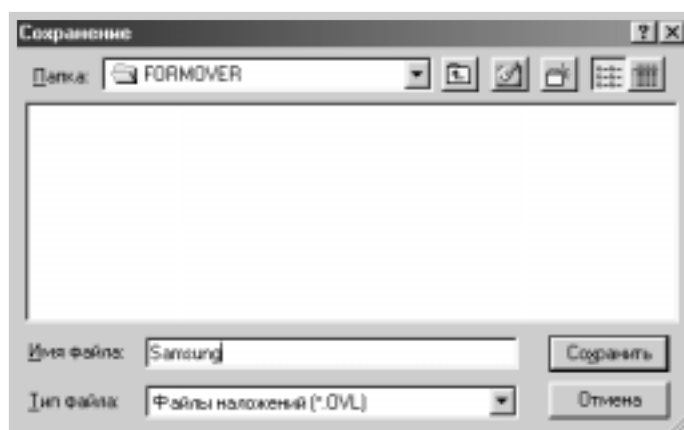 Сохранение
Папка: FORMOVER
Имя файла: Samsung
Сохранить
Тип файла: Файлы наложений (*.OVL)
Отмена